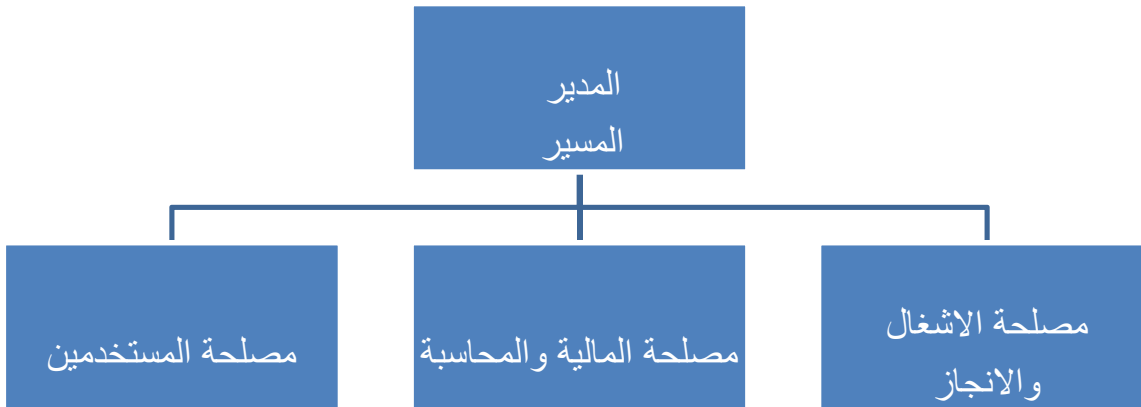 المدير
المسير
مصلحة الاشغال
والانجاز
مصلحة المالية والمحاسبة
مصلحة المستخدمين